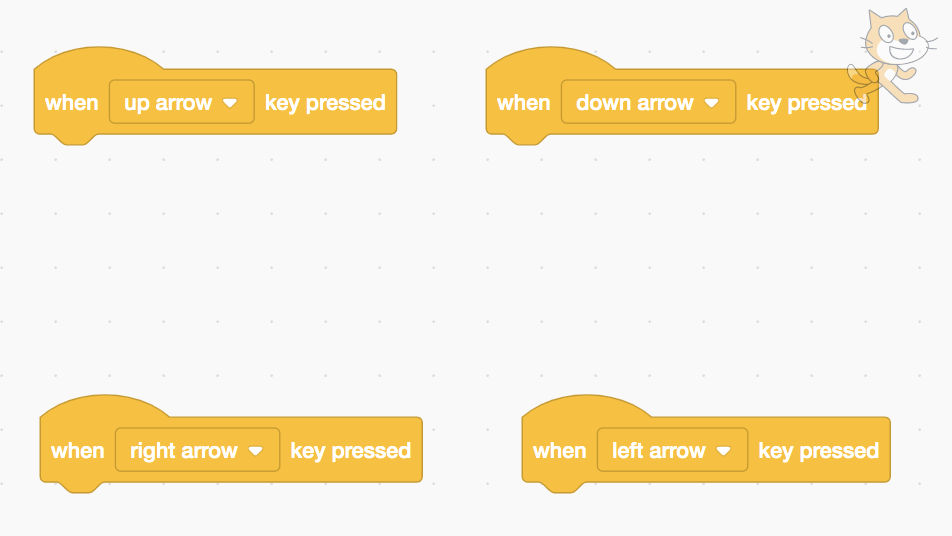 when up arrow key pressed
when down arrow key pressed
when right arrow key pressed
when left arrow key pressed